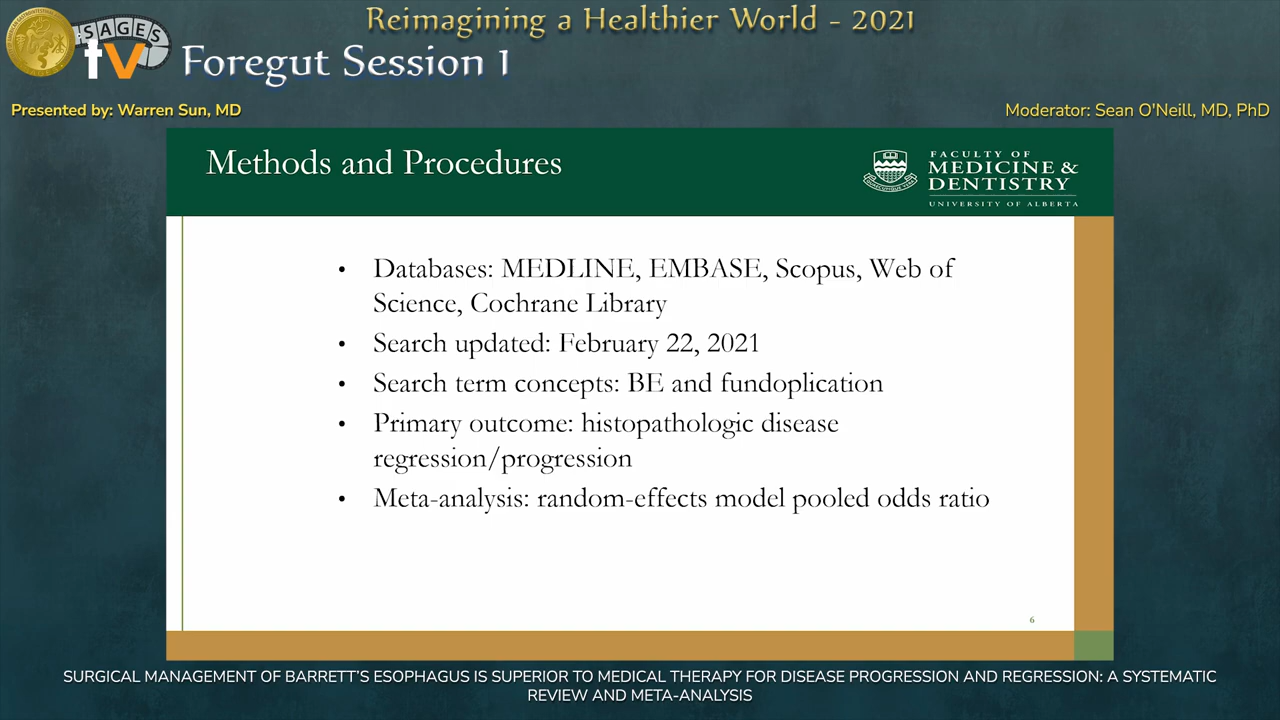 Reimagining a Healthier World - 2021
SAGES
tv
Foregut Session 1
Presented by: Warren Sun, MD
Moderator: Sean O'Neill, MD, PhD
Methods and Procedures
FACULTY OF
MEDICINE &
DENTISTRY
UNIVERSITY OF ALBERTA
• Databases: MEDLINE, EMBASE, Scopus, Web of
Science, Cochrane Library
• Search updated: February 22, 2021
• Search term concepts: BE and fundoplication
• Primary outcome: histopathologic disease
regression/progression
• Meta-analysis: random-effects model pooled odds ratio
6
SURGICAL MANAGEMENT OF BARRETT'S ESOPHAGUS IS SUPERIOR TO MEDICAL THERAPY FOR DISEASE PROGRESSION AND REGRESSION: A SYSTEMATIC
REVIEW AND META-ANALYSIS